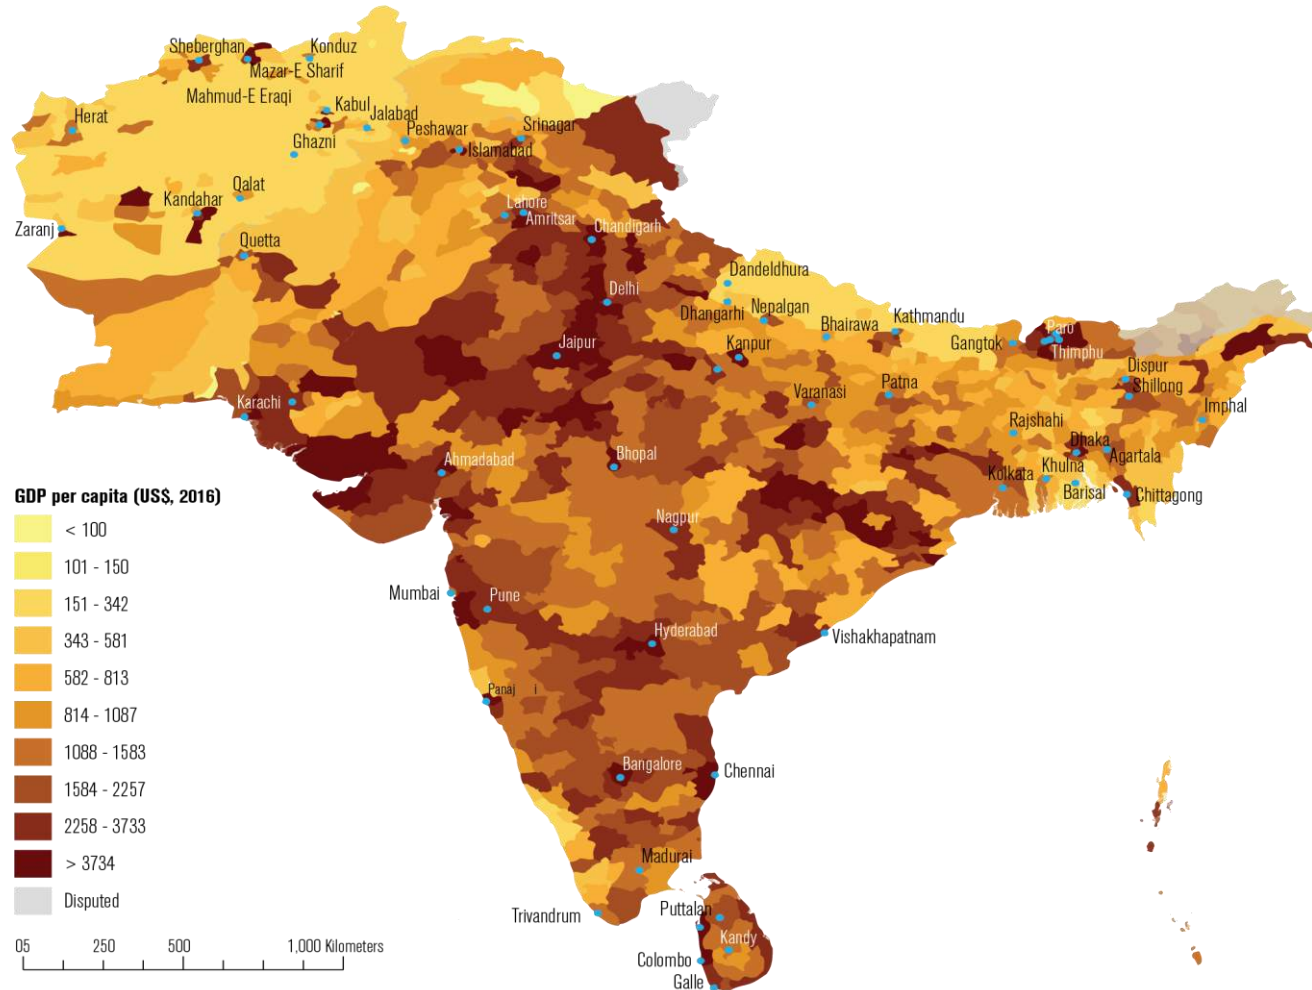 Sheberghan
Konduz
Mazar-E Sharif
Mahmud-E Eraqi
Kabul
Herat
Jalabad
Ghazni
Peshawar
Srinagar
Islamabad
Qalat
Kandahar
Lahore
Amritsar
Zaranj
Chandigarh
Quetta
Dandeldhura
Delhi
Dhangarhi
Nepalgan
Bhairawa
Kathmandu
Paro
Gangtok
Thimphu
Jaipur
Kanpur
Dispur
Shillong
Varanasi
Patna
Karachi
Imphal
Rajshahi
Dhaka
Ahmadabad
Bhopal
Agartala
Kolkata
Khulna
Barisal
Chittagong
Nagpur
Mumbai
Pune
Hyderabad
Vishakhapatnam
Panaj i
Bangalore
Chennai
Madurai
Trivandrum
Puttalan
Kandy
Colombo
Galle
GDP per capita (US$, 2016)
< 100
101 - 150
151 - 342
343 - 581
582 - 813
814 - 1087
1088 - 1583
1584 - 2257
2258 - 3733
> 3734
Disputed
05 250 500 1,000 Kilometers